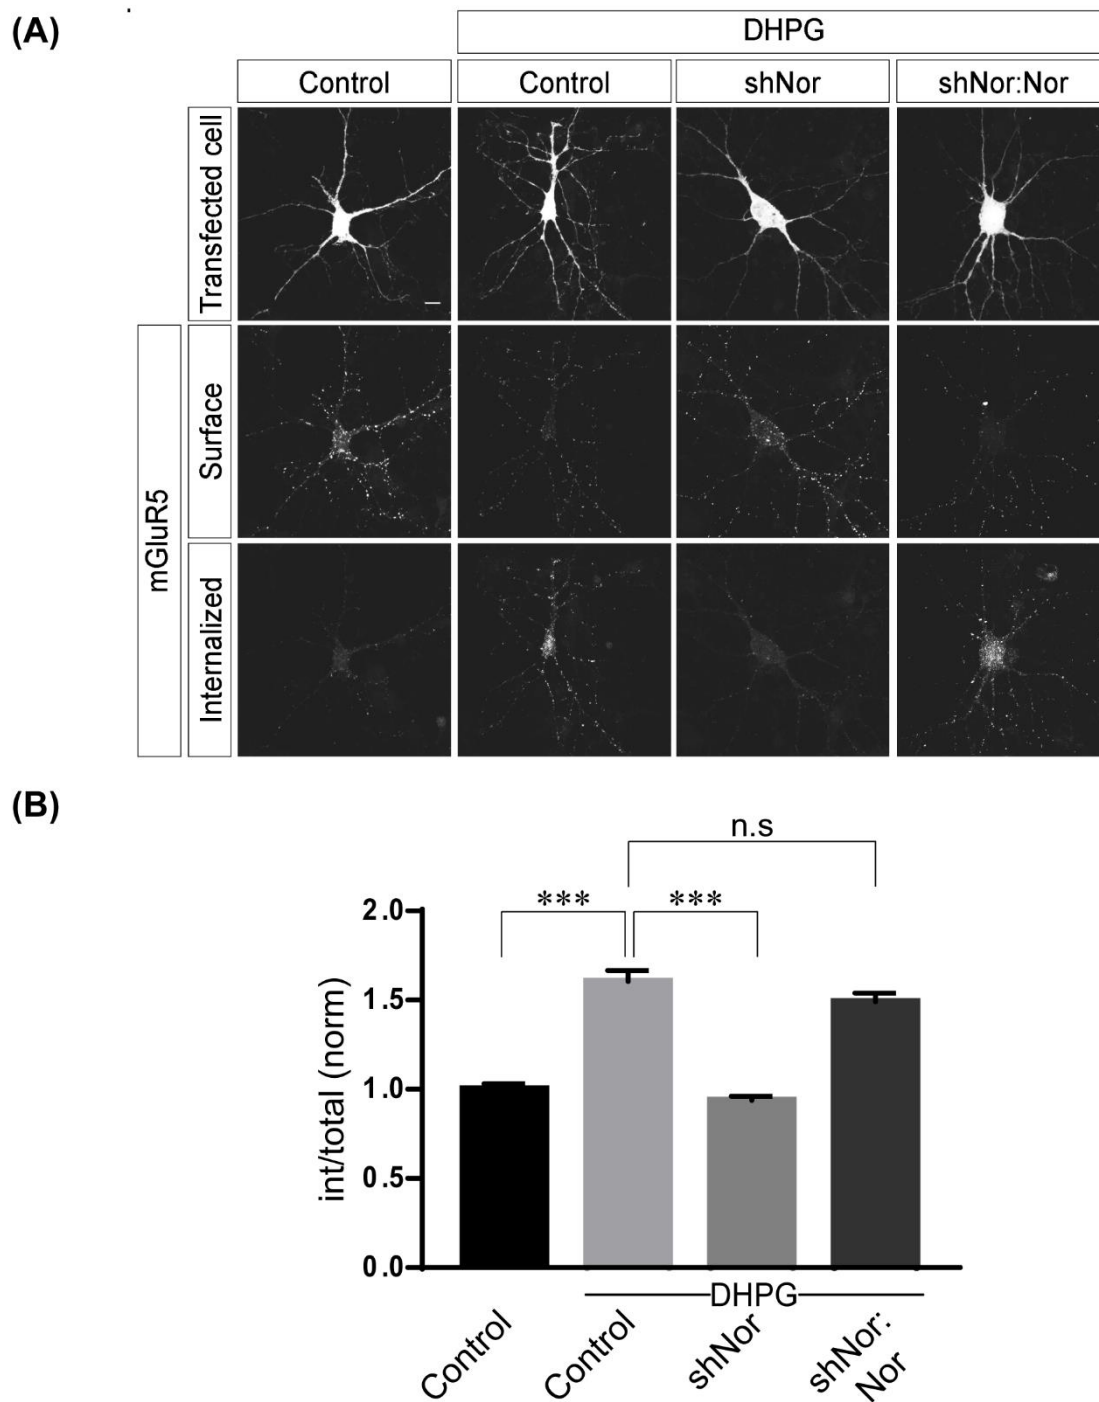 (A)
DHPG
Control Control shNor shNor:Nor
Transfected cell
mGluR5
Surface
Internalized
(B)
n.s
*** ***
2.0
1.5
1.0
0.5
0.0
int/total (norm)
DHPG
Control Control shNor shNor:
Nor